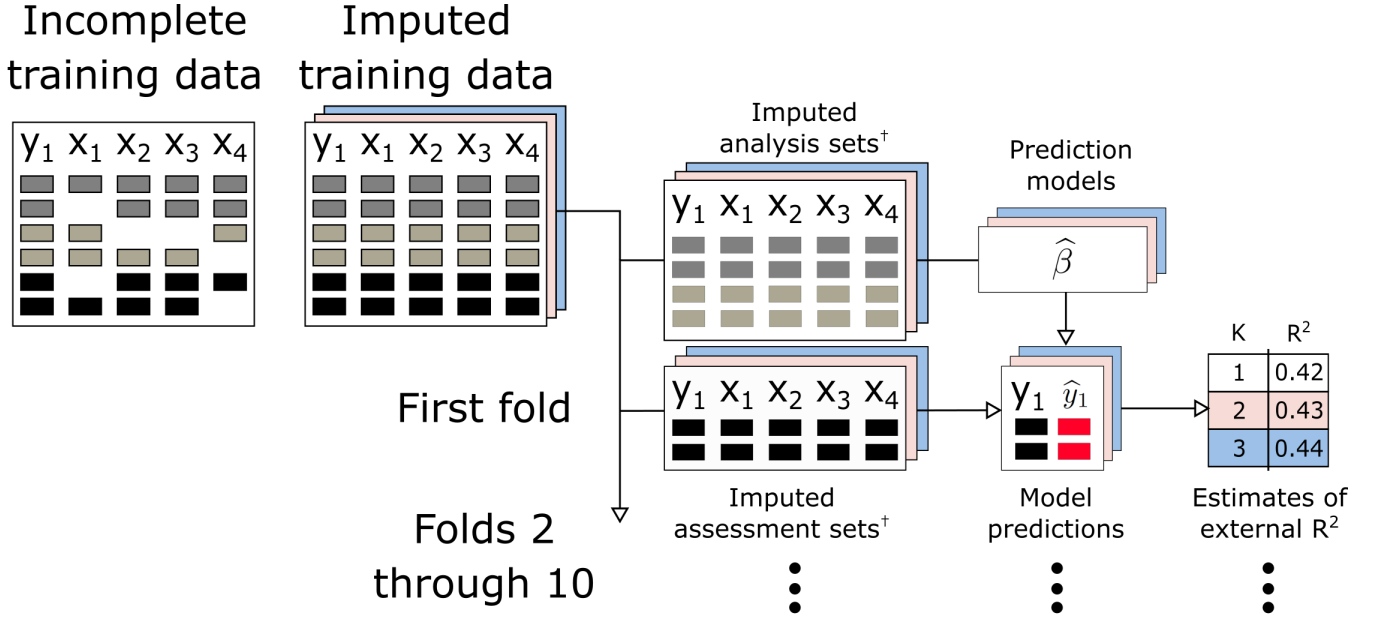 Incomplete
training data
Imputed
training data
y₁ x₁ x₂ x₃ x₄
y₁ x₁ x₂ x₃ x₄
Imputed
analysis sets†
y₁ x₁ x₂ x₃ x₄
Prediction
models
β̂
First fold
y₁ x₁ x₂ x₃ x₄
Imputed
assessment sets†
y₁ ŷ₁
Model
predictions
K R²
1 0.42
2 0.43
3 0.44
Estimates of
external R²
Folds 2
through 10